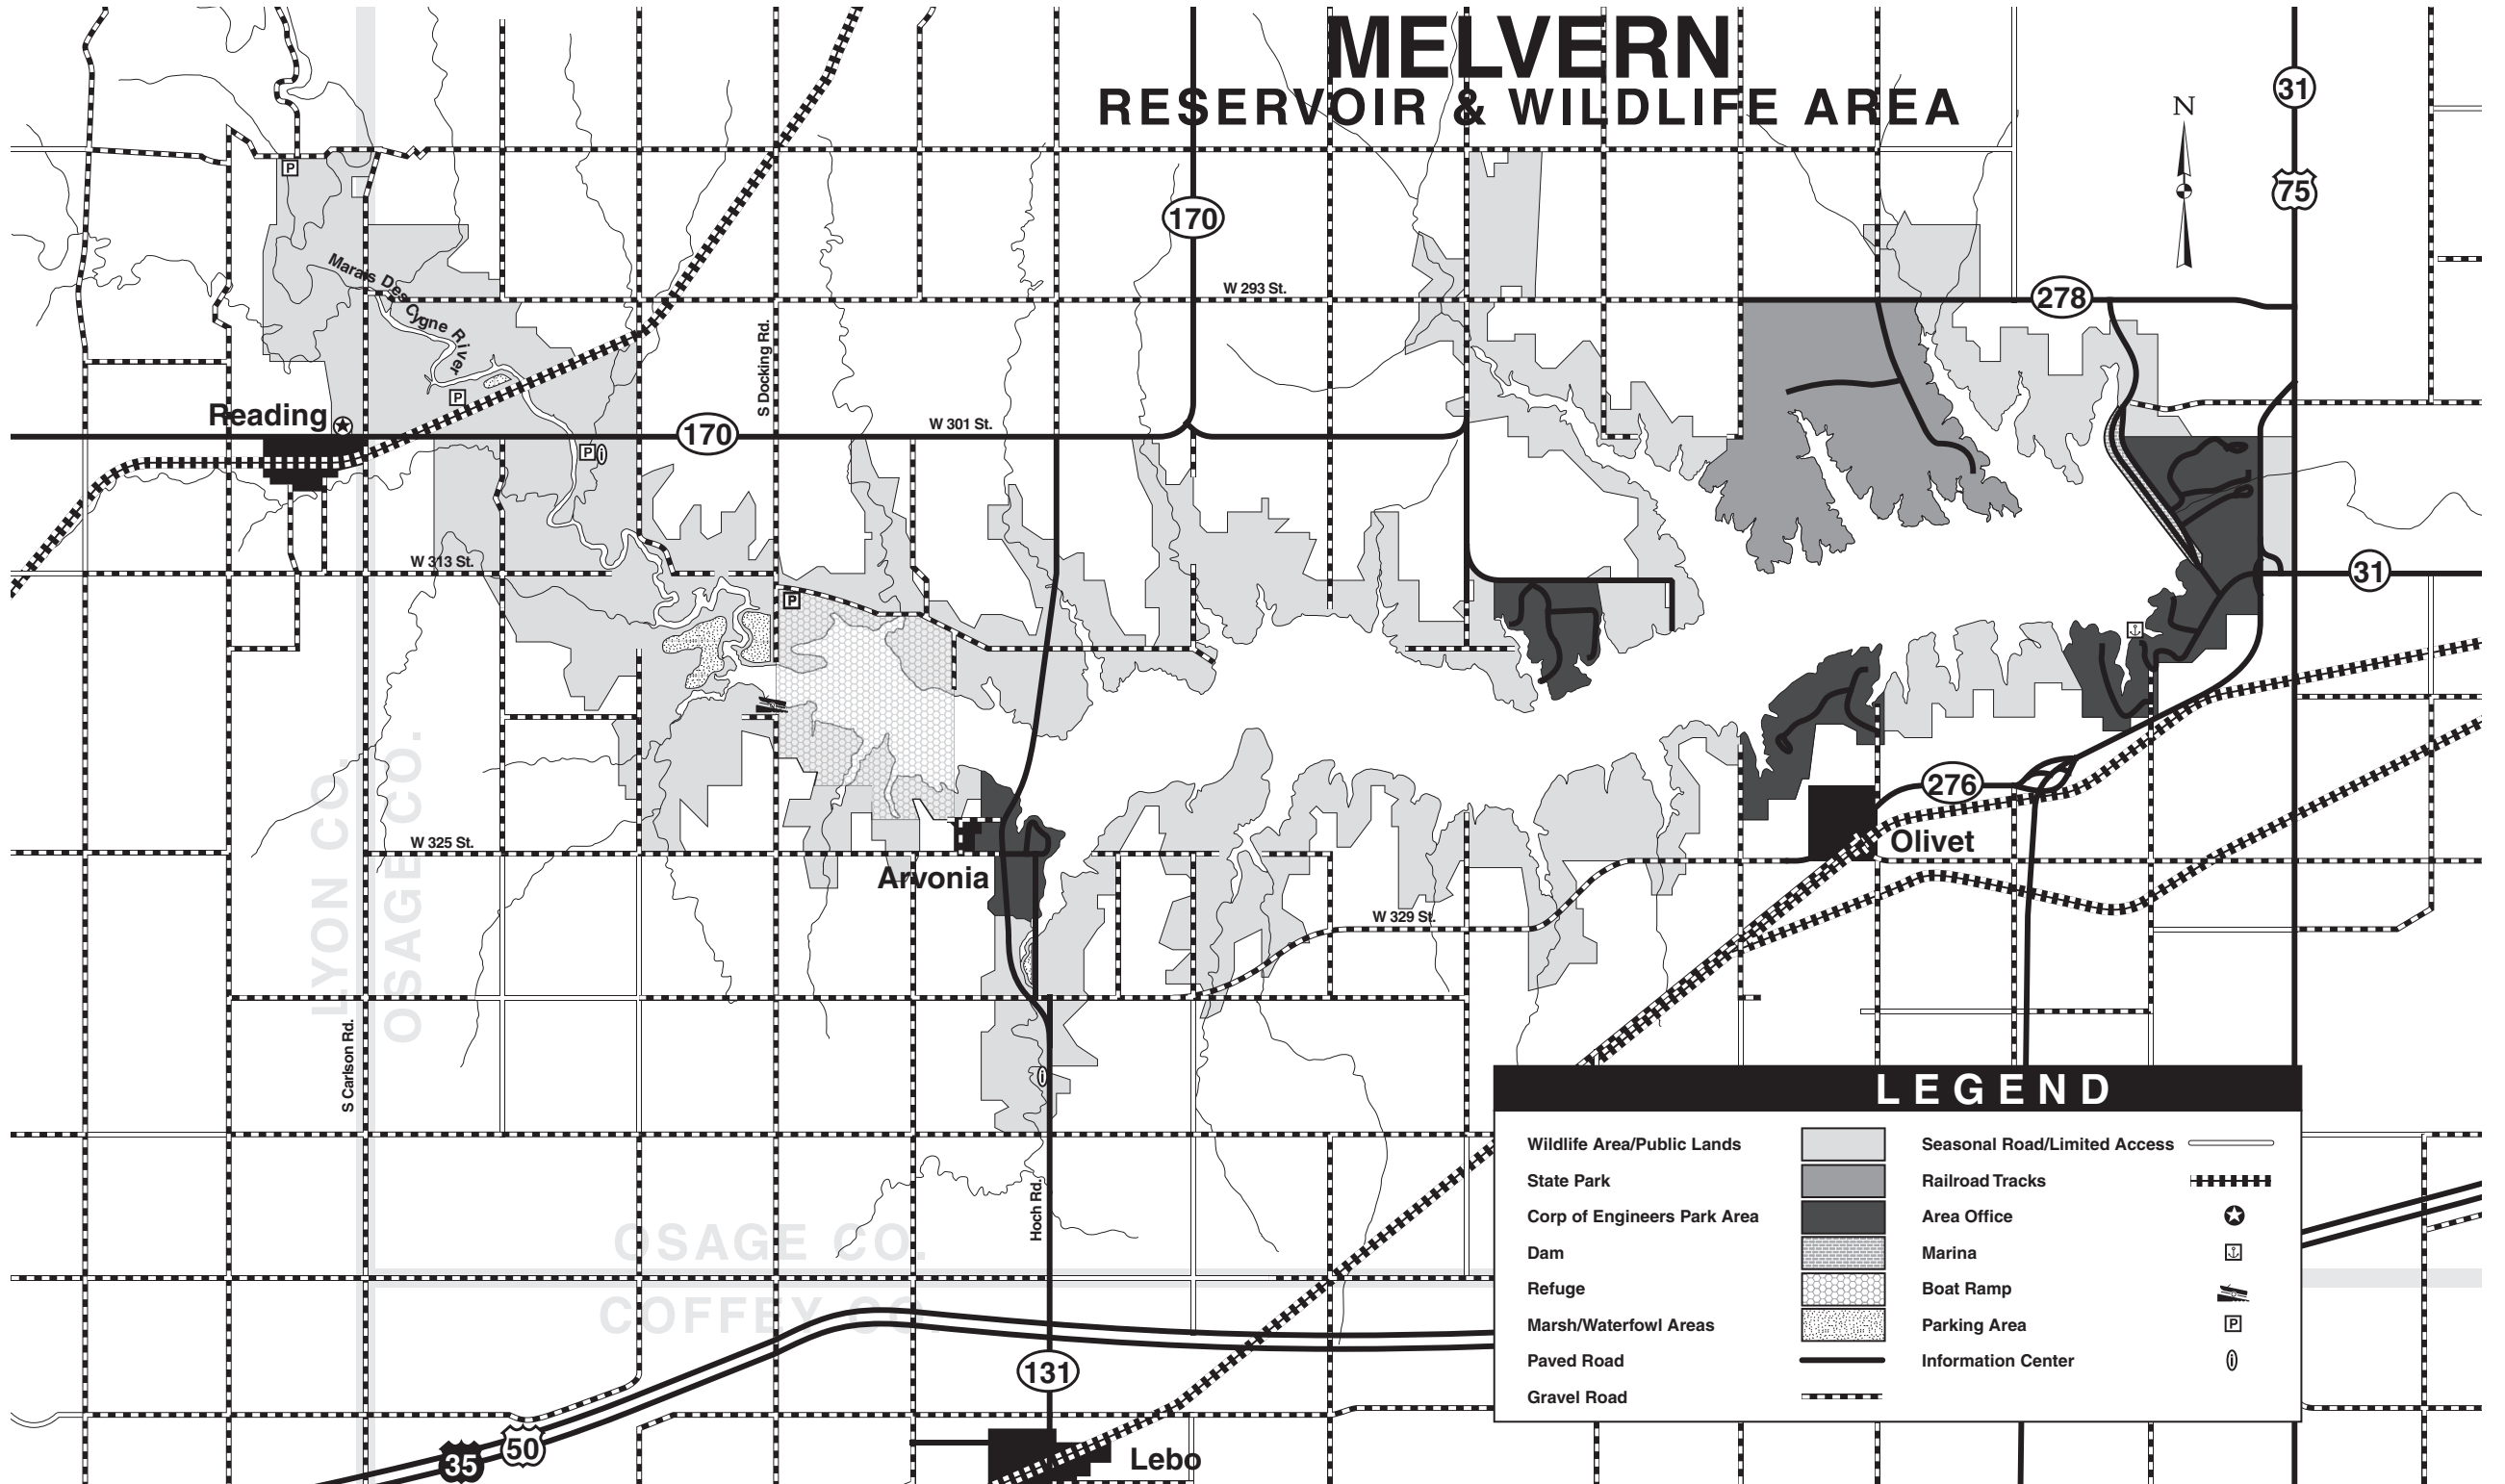 MELVERN
RESERVOIR & WILDLIFE AREA
N
31
75
170
278
P
Marais Des Cygne River
W 293 St.
S Docking Rd.
P
Reading
170
W 301 St.
P
i
W 313 St.
P
31
276
Olivet
W 325 St.
Arvonia
W 329 St.
LYON CO.
OSAGE CO.
S Carlson Rd.
i
Hoch Rd.
OSAGE CO.
COFFEY CO.
131
50
35
Lebo
LEGEND
Wildlife Area/Public Lands
State Park
Corp of Engineers Park Area
Dam
Refuge
Marsh/Waterfowl Areas
Paved Road
Gravel Road
Seasonal Road/Limited Access
Railroad Tracks
Area Office
Marina
Boat Ramp
Parking Area
P
Information Center
i